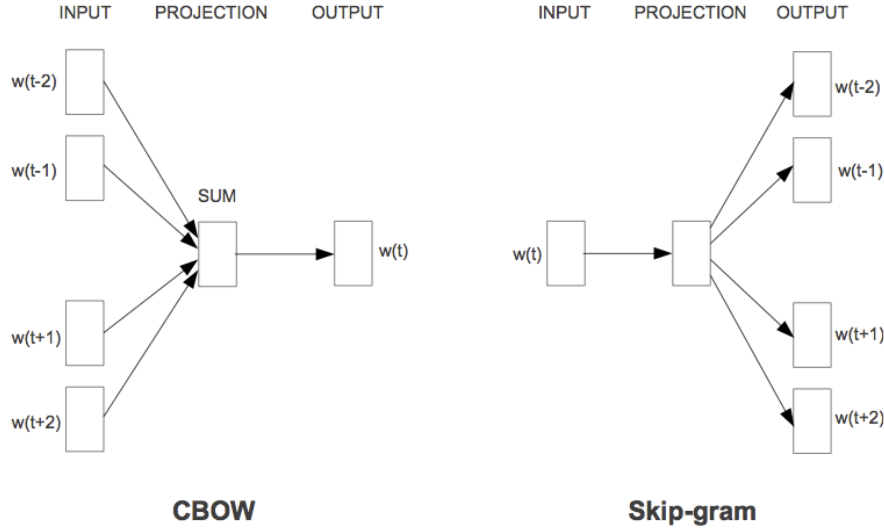 INPUT PROJECTION OUTPUT
w(t-2)
w(t-1)
SUM
w(t)
w(t+1)
w(t+2)
CBOW
INPUT PROJECTION OUTPUT
w(t-2)
w(t-1)
w(t)
w(t+1)
w(t+2)
Skip-gram